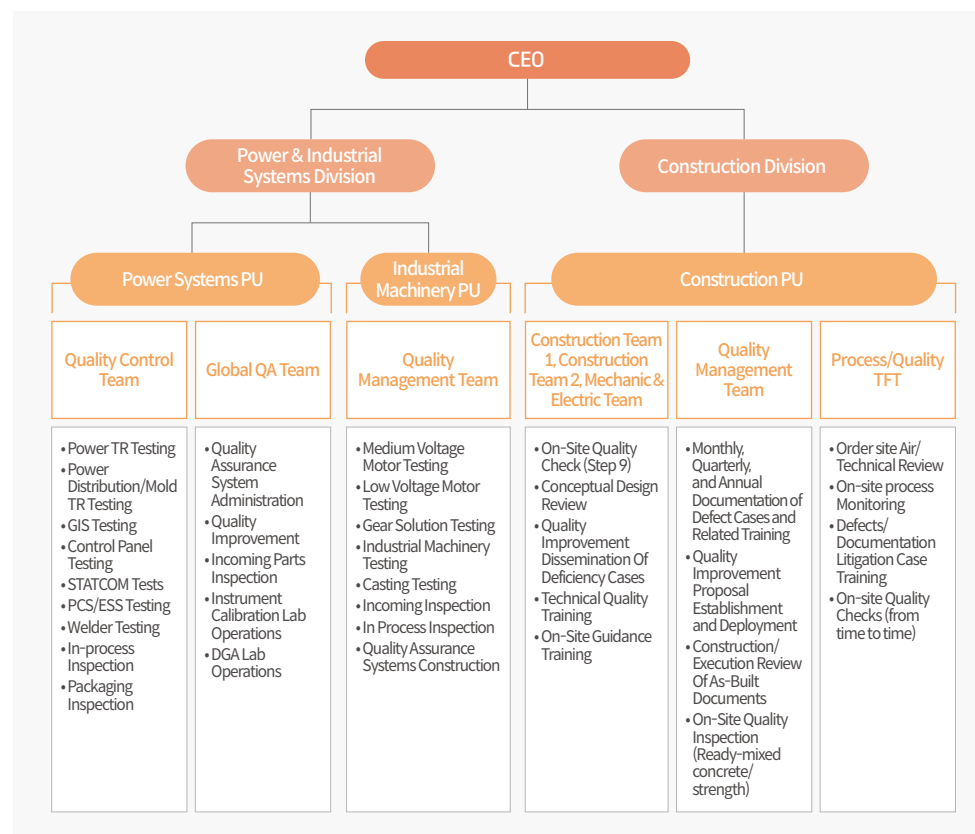 CEO
Power & Industrial
Systems Division
Construction Division
Power Systems PU
Industrial
Machinery PU
Construction PU
Quality Control
Team
Global QA Team
Quality
Management Team
Construction Team
1, Construction
Team 2, Mechanic &
Electric Team
Quality
Management
Team
Process/Quality
TFT
• Power TR Testing
• Power
Distribution/Mold
TR Testing
• GIS Testing
• Control Panel
Testing
• STATCOM Tests
• PCS/ESS Testing
• Welder Testing
• In-process
Inspection
• Packaging
Inspection
• Quality
Assurance
System
Administration
• Quality
Improvement
• Incoming Parts
Inspection
• Instrument
Calibration Lab
Operations
• DGA Lab
Operations
• Medium Voltage
Motor Testing
• Low Voltage Motor
Testing
• Gear Solution Testing
• Industrial Machinery
Testing
• Casting Testing
• Incoming Inspection
• In Process Inspection
• Quality Assurance
Systems Construction
• On-Site Quality
Check (Step 9)
• Conceptual Design
Review
• Quality
Improvement
Dissemination Of
Deficiency Cases
• Technical Quality
Training
• On-Site Guidance
Training
• Monthly,
Quarterly,
and Annual
Documentation of
Defect Cases and
Related Training
• Quality
Improvement
Proposal
Establishment
and Deployment
• Construction/
Execution Review
Of As-Built
Documents
• On-Site Quality
Inspection
(Ready-mixed
concrete/
strength)
• Order site Air/
Technical Review
• On-site process
Monitoring
• Defects/
Documentation
Litigation Case
Training
• On-site Quality
Checks (from
time to time)